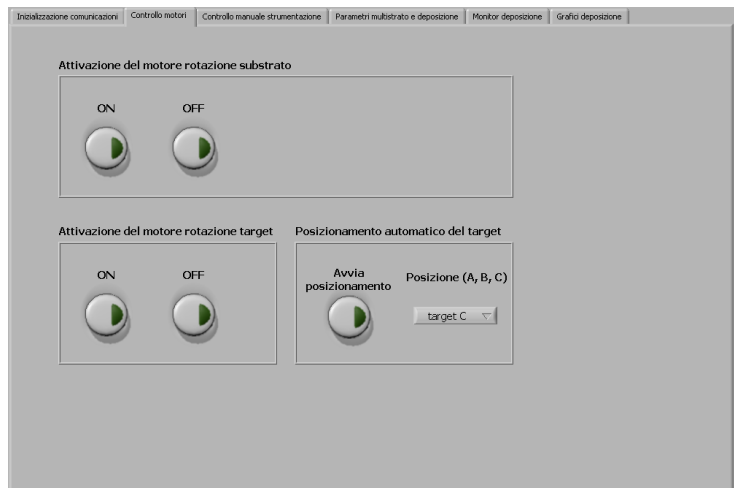 Inizializzazione comunicazioni Controllo motori Controllo manuale strumentazione Parametri multistrato e deposizione Monitor deposizione Grafici deposizione
Attivazione del motore rotazione substrato
ON OFF
Attivazione del motore rotazione target
ON OFF
Posizionamento automatico del target
Avvia
posizionamento
Posizione (A, B, C)
target C